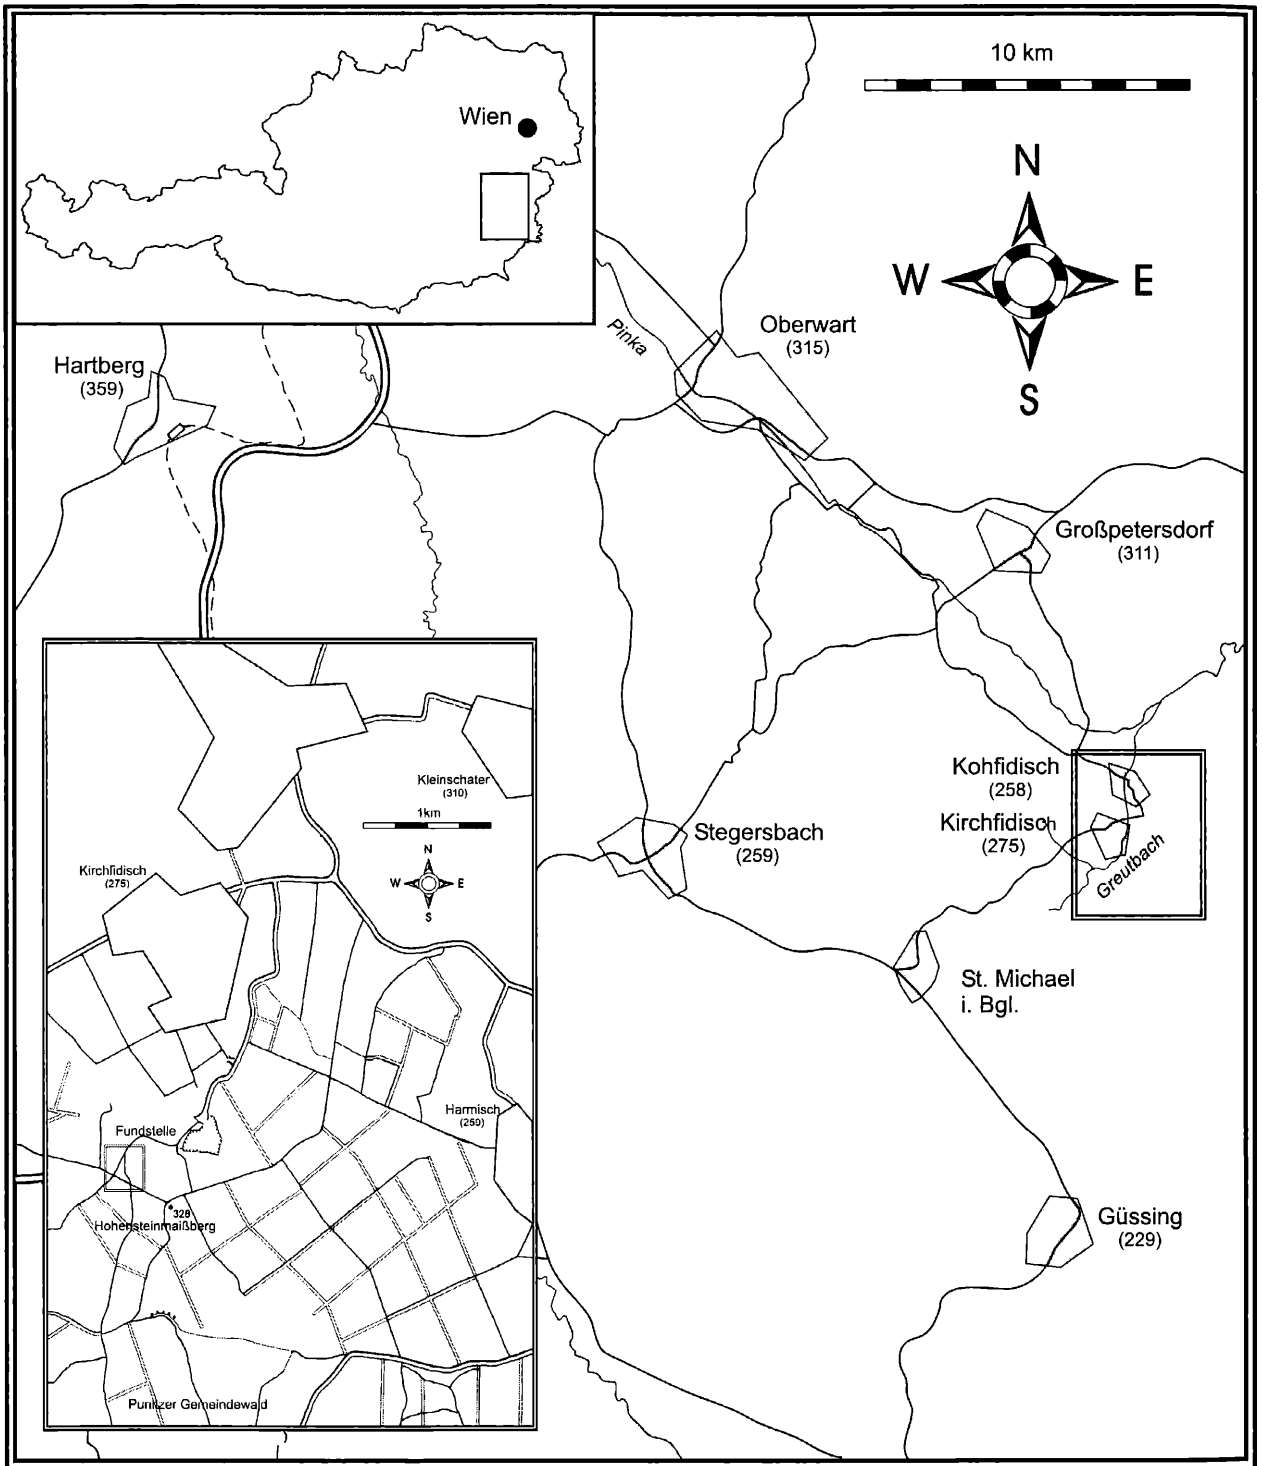 Wien
10 km
N
W
E
S
Pinka
Oberwart
(315)
Hartberg
(359)
Großpetersdorf
(311)
Kohfidisch
(258)
Kirchfidisch
(275)
Greutbach
Stegersbach
(259)
St. Michael
i. Bgl.
Güssing
(229)
Kleinschater
(310)
1km
N
W
E
S
Kirchfidisch
(275)
Harmisch
(259)
Fundstelle
328
Hohensteinmaißberg
Punitzer Gemeindewald